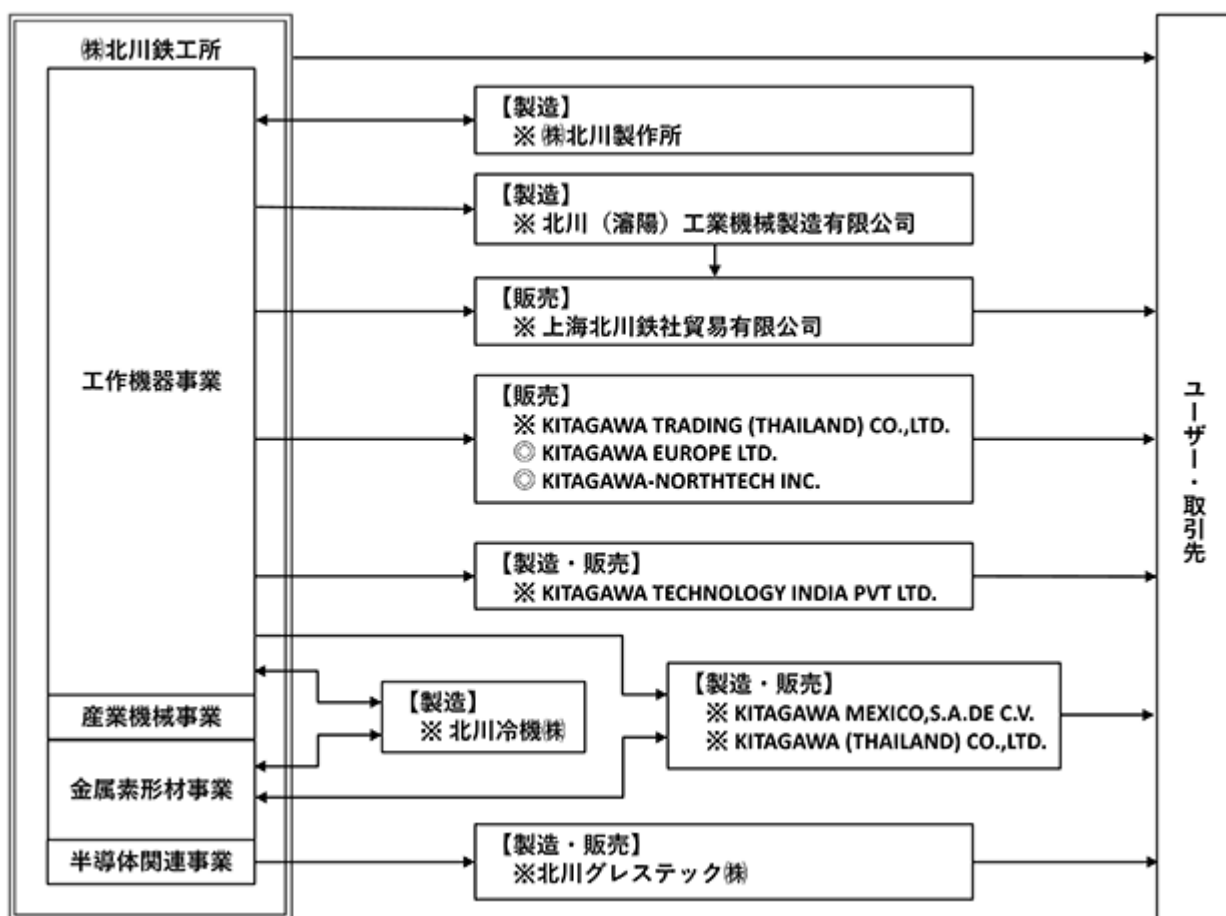 ㈱北川鉄工所
工作機器事業
産業機械事業
金属素形材事業
半導体関連事業
【製造】
※ ㈱北川製作所
【製造】
※ 北川（瀋陽）工業機械製造有限公司
【販売】
※ 上海北川鉄社貿易有限公司
【販売】
※ KITAGAWA TRADING (THAILAND) CO.,LTD.
◎ KITAGAWA EUROPE LTD.
◎ KITAGAWA-NORTHTECH INC.
【製造・販売】
※ KITAGAWA TECHNOLOGY INDIA PVT LTD.
【製造】
※ 北川冷機㈱
【製造・販売】
※ KITAGAWA MEXICO,S.A.DE C.V.
※ KITAGAWA (THAILAND) CO.,LTD.
【製造・販売】
※北川グレステック㈱
ユーザー・取引先